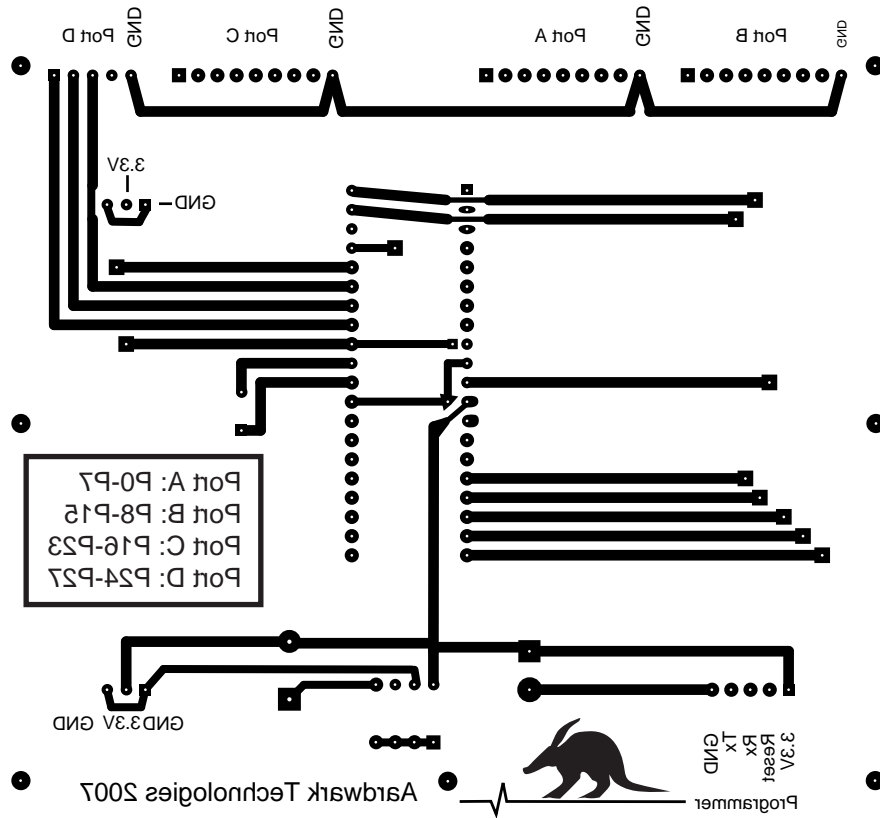 Port D
GND
Port C
GND
Port A
GND
Port B
GND
3.3V
GND
Port A: P0-P7
Port B: P8-P15
Port C: P16-P23
Port D: P24-P27
GND
3.3V
GND
3.3V
Reset
Rx
Tx
GND
Programmer
Aardwark Technologies 2007